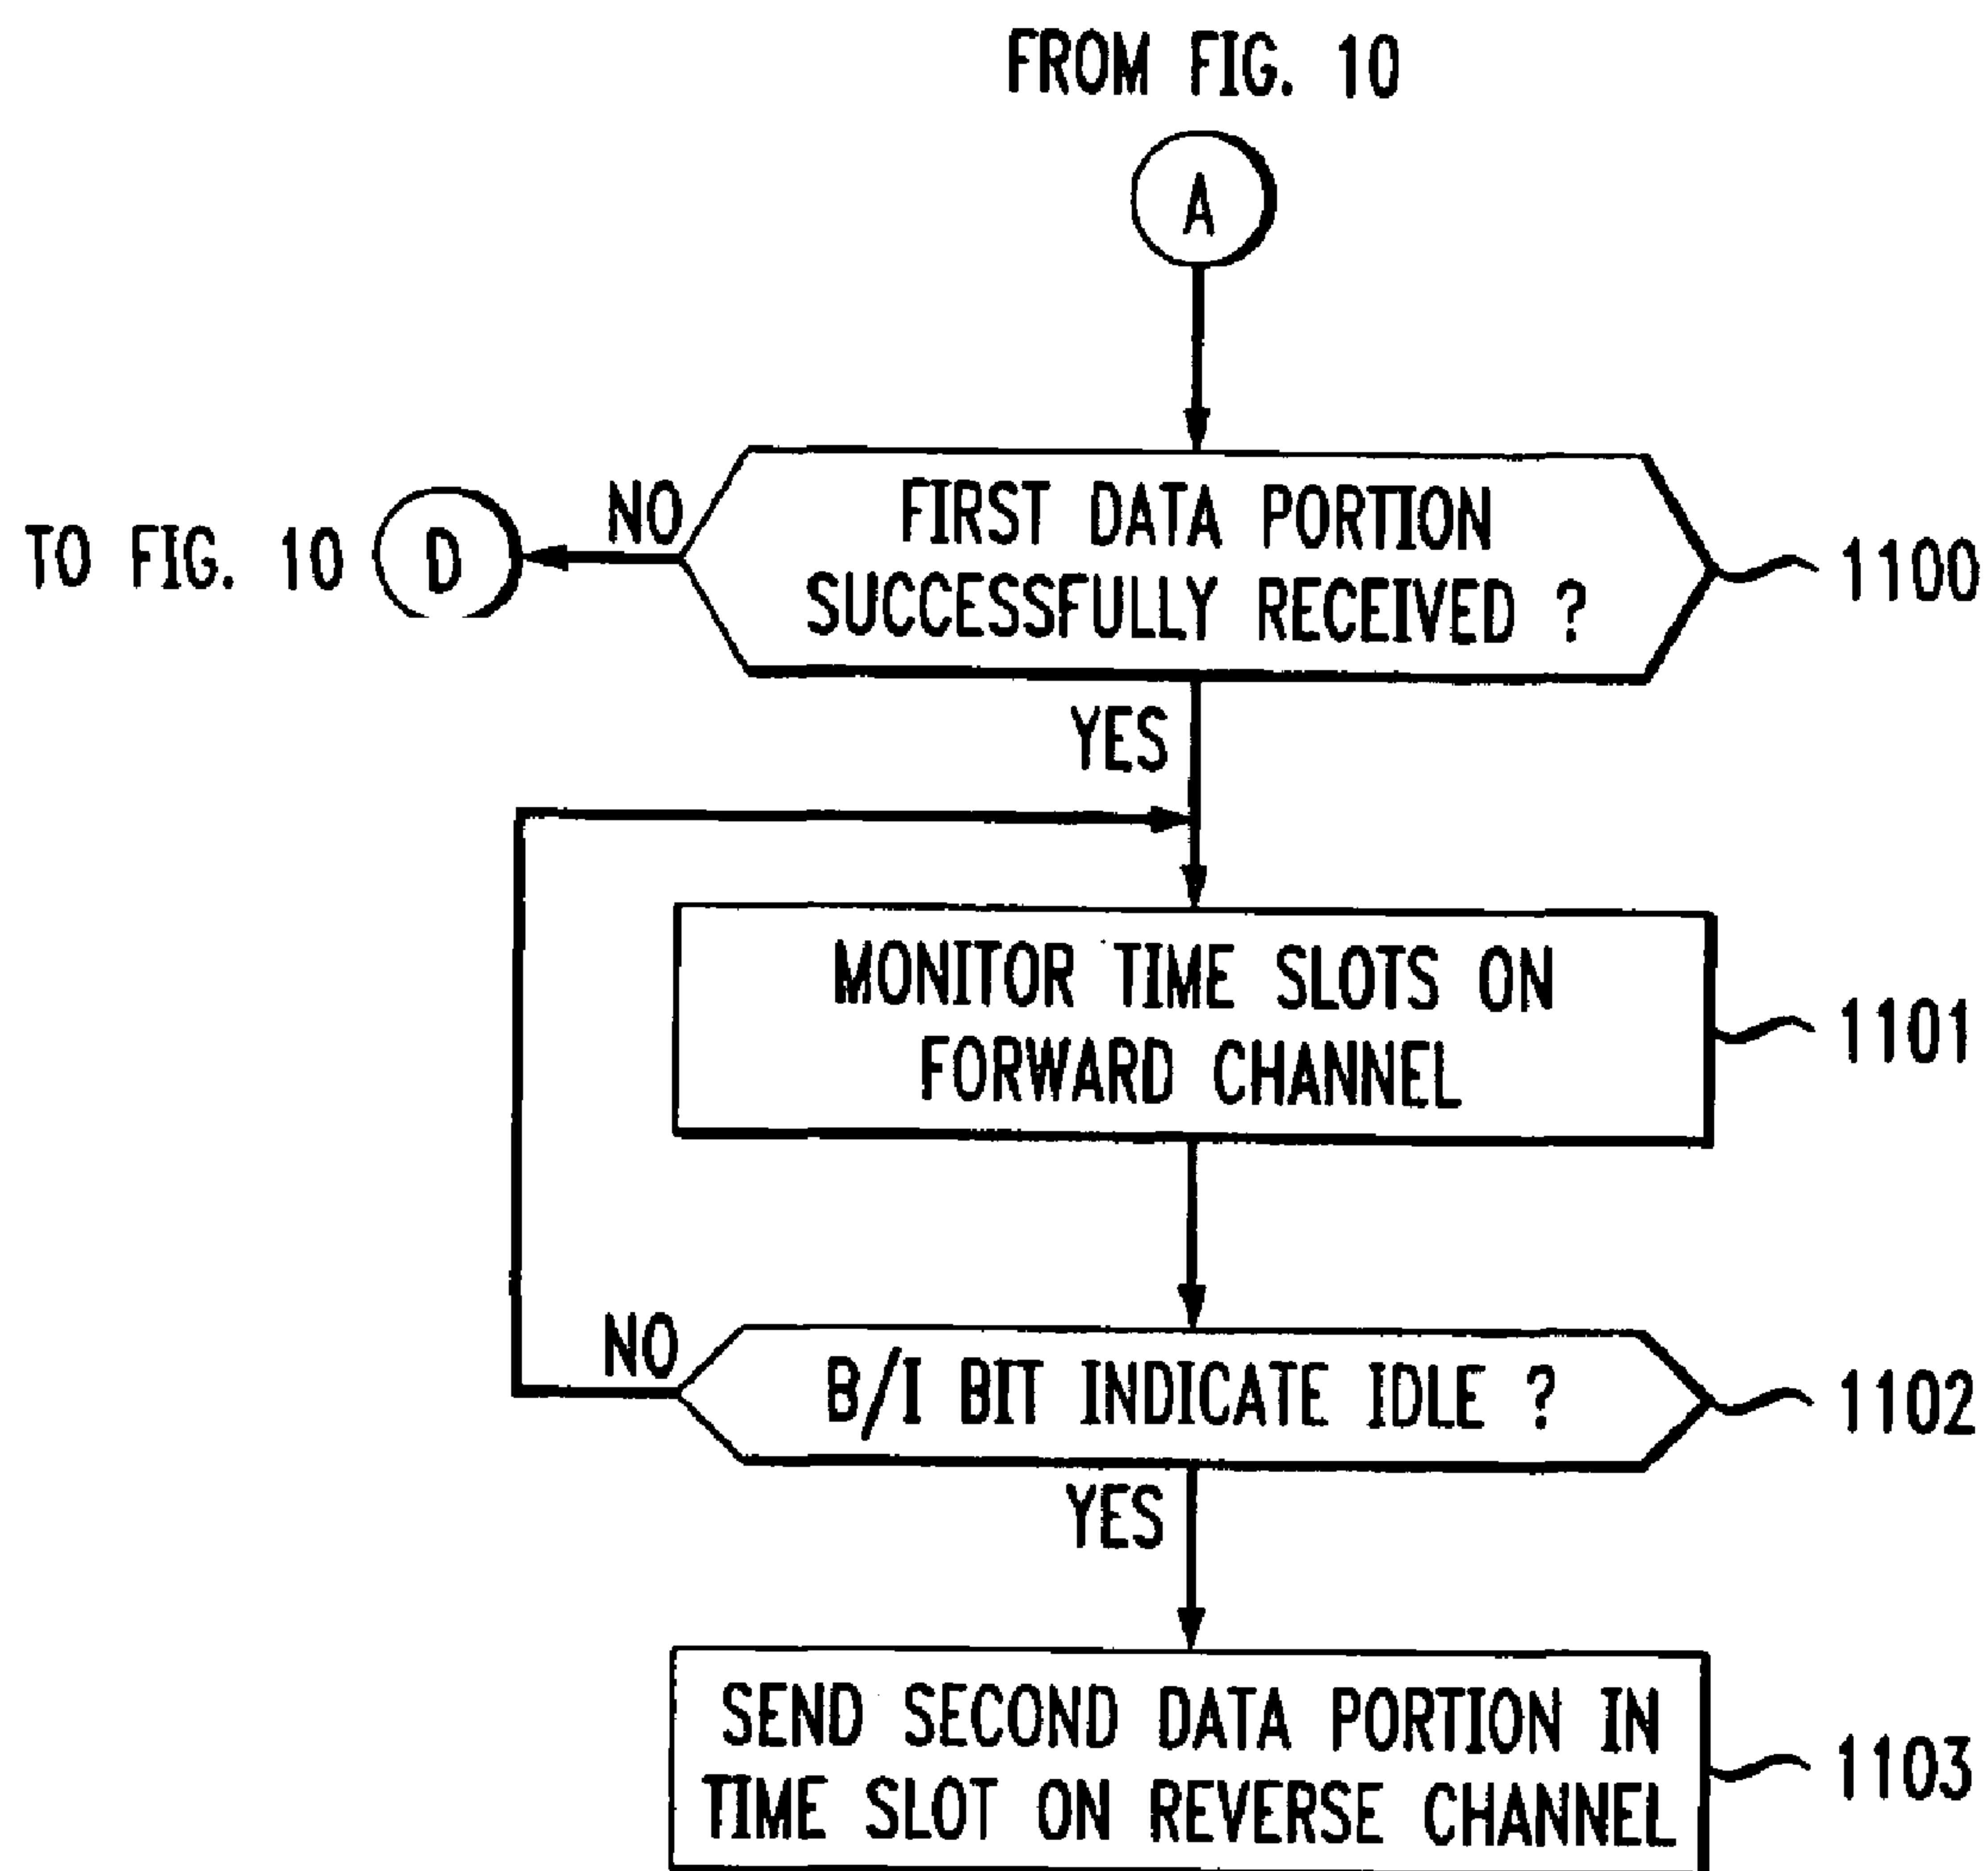 FROM FIG. 10
A
TO FIG. 10
D
NO
FIRST DATA PORTION
SUCCESSFULLY RECEIVED ?
1100
YES
MONITOR TIME SLOTS ON
FORWARD CHANNEL
1101
NO
B/I BIT INDICATE IDLE ?
1102
YES
SEND SECOND DATA PORTION IN
TIME SLOT ON REVERSE CHANNEL
1103